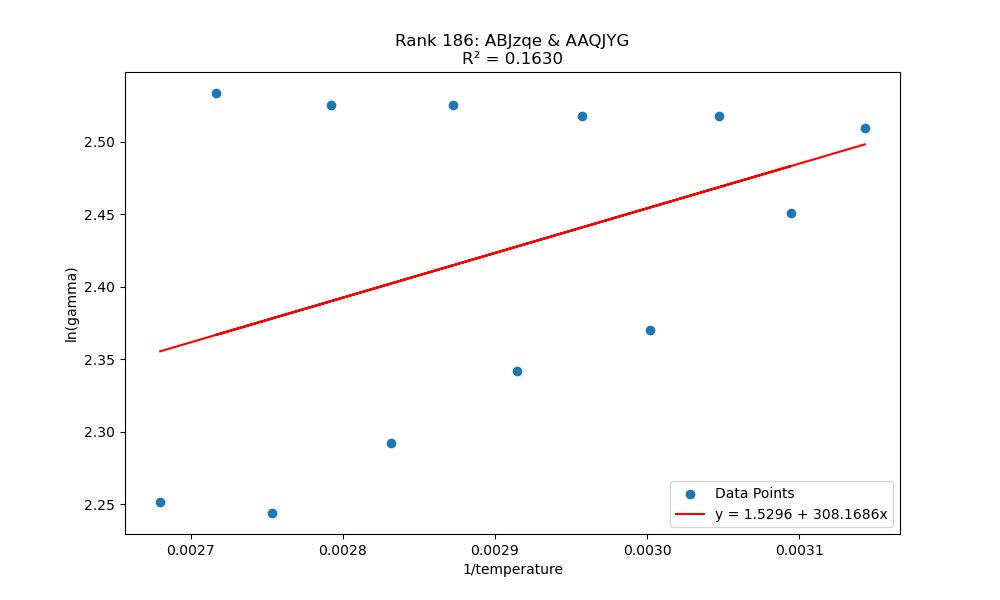 Rank 186: ABJzqe & AAQJYG
R² = 0.1630
ln(gamma)
2.50
2.45
2.40
2.35
2.30
2.25
Data Points
y = 1.5296 + 308.1686x
0.0027 0.0028 0.0029 0.0030 0.0031
1/temperature